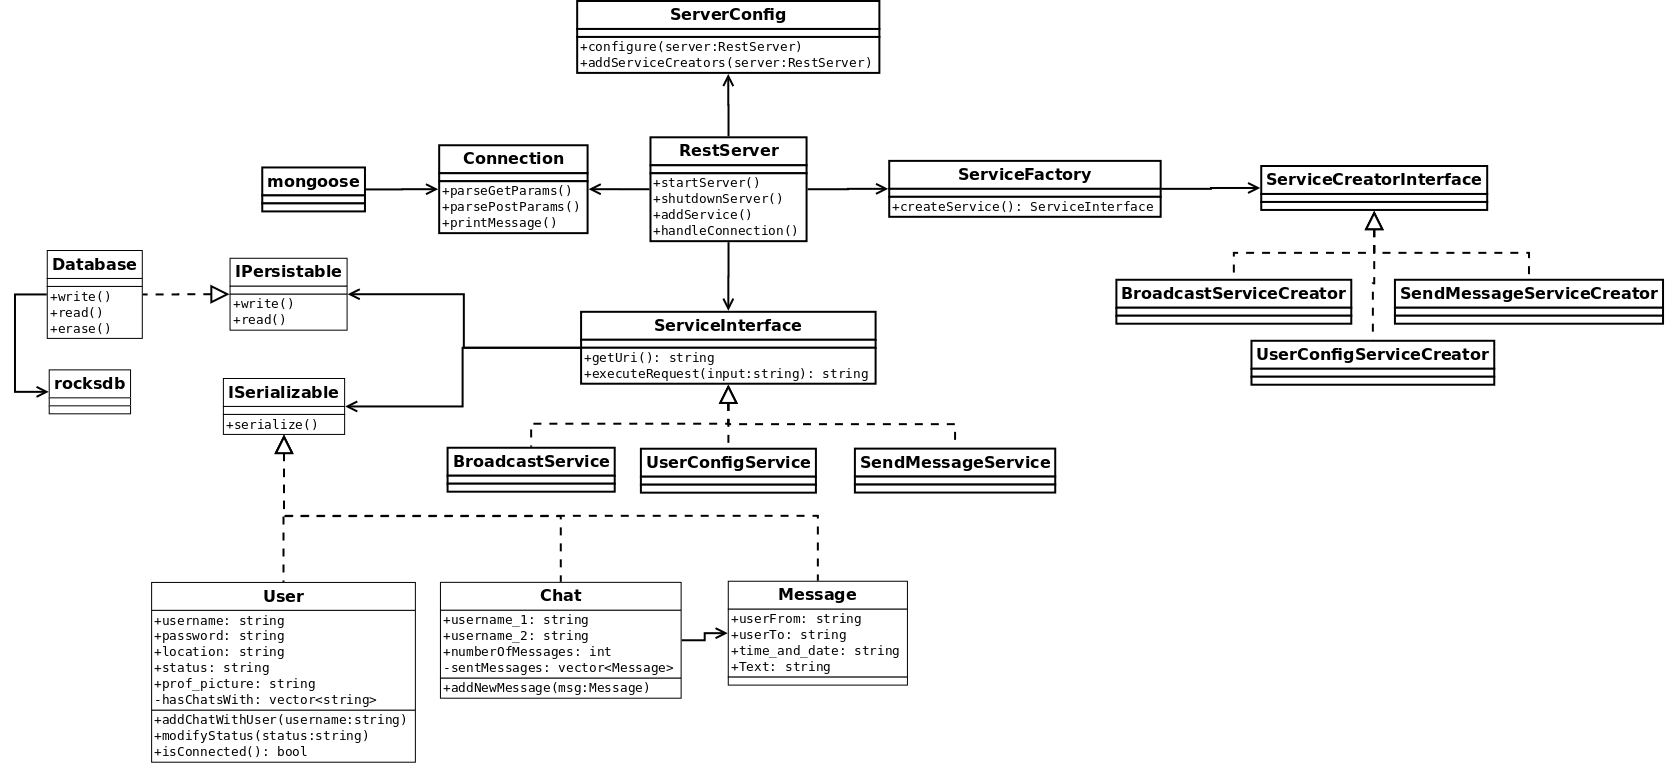 ServerConfig
+configure(server:RestServer)
+addServiceCreators(server:RestServer)
mongoose
Connection
+parseGetParams()
+parsePostParams()
+printMessage()
RestServer
+startServer()
+shutdownServer()
+addService()
+handleConnection()
ServiceFactory
+createService(): ServiceInterface
ServiceCreatorInterface
Database
+write()
+read()
+erase()
IPersistable
+write()
+read()
BroadcastServiceCreator
SendMessageServiceCreator
UserConfigServiceCreator
ServiceInterface
+getUri(): string
+executeRequest(input:string): string
rocksdb
ISerializable
+serialize()
BroadcastService
UserConfigService
SendMessageService
User
+username: string
+password: string
+location: string
+status: string
+prof_picture: string
-hasChatsWith: vector<string>
+addChatWithUser(username:string)
+modifyStatus(status:string)
+isConnected(): bool
Chat
+username_1: string
+username_2: string
+numberOfMessages: int
-sentMessages: vector<Message>
+addNewMessage(msg:Message)
Message
+userFrom: string
+userTo: string
+time_and_date: string
+Text: string